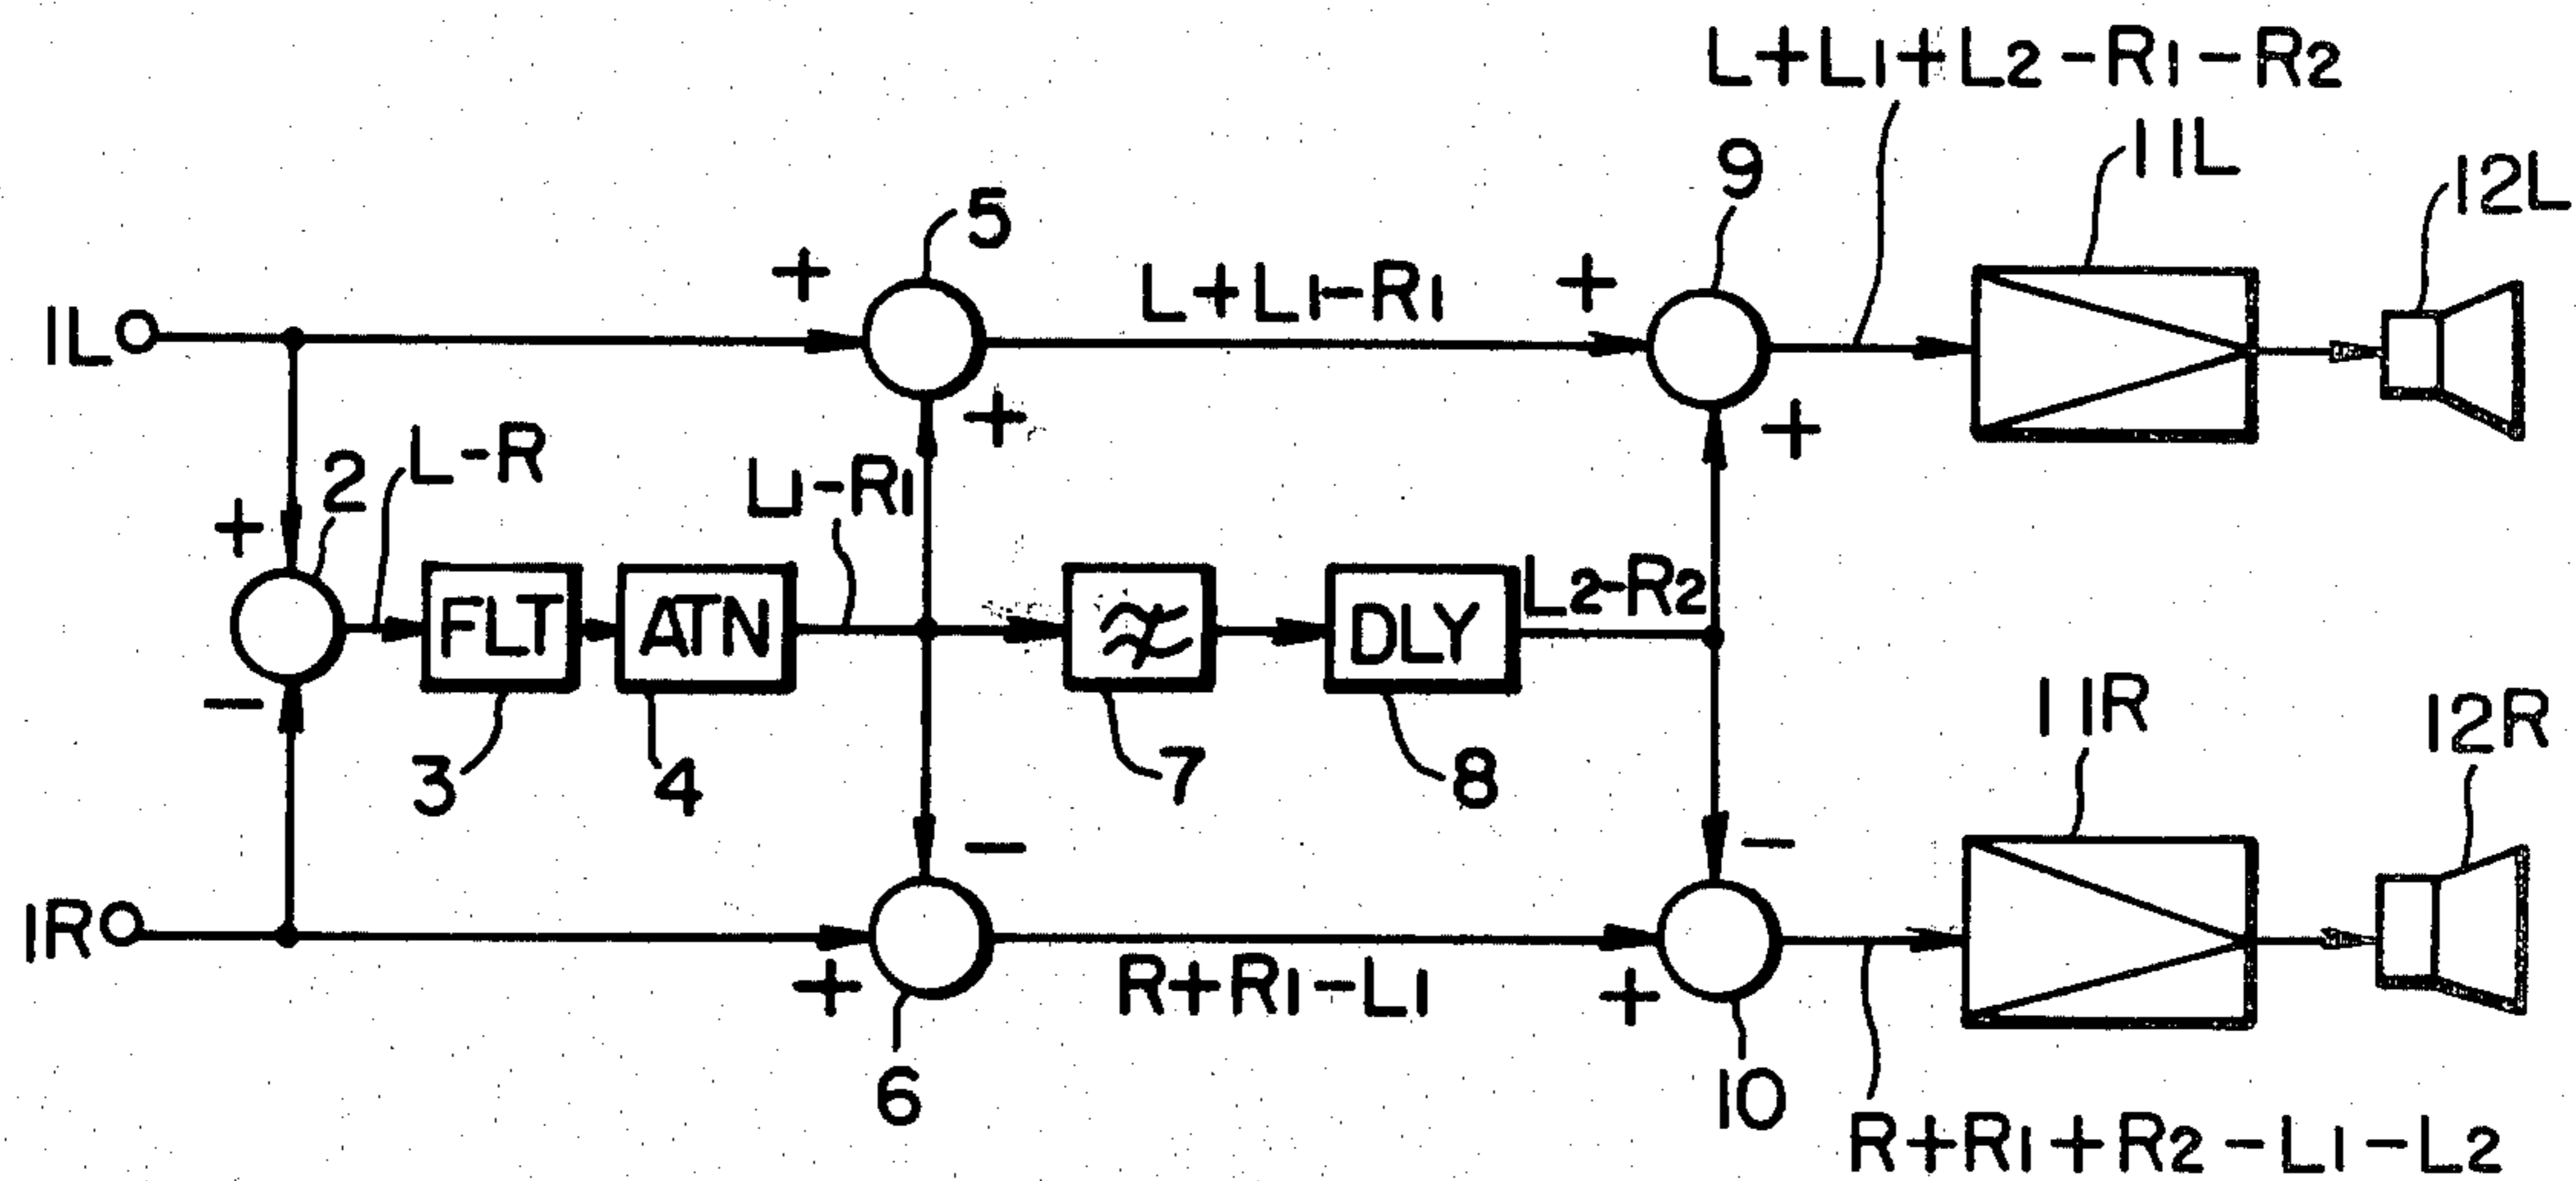 L+L1+L2-R1-R2
11L
9
12L
5
+
L+L1-R1
+
1L
+
+
L-R
2
L1-R1
+
L2-R2
FLT
ATN
DLY
-
11R
12R
3
4
7
8
-
-
1R
+
R+R1-L1
+
6
10
R+R1+R2-L1-L2